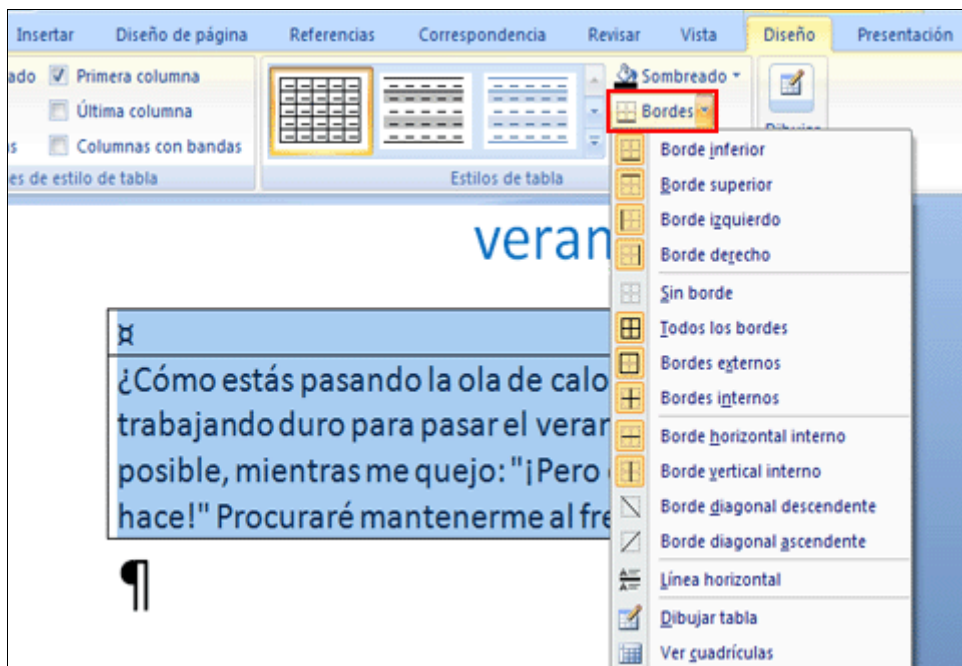 Insertar Diseño de página Referencias Correspondencia Revisar Vista Diseño Presentación
Primera columna
Última columna
Columnas con bandas
de estilo de tabla
Estilos de tabla
Sombreado
Bordes
Borde inferior
Borde superior
Borde izquierdo
Borde derecho
Sin borde
Todos los bordes
Bordes externos
Bordes internos
Borde horizontal interno
Borde vertical interno
Borde diagonal descendente
Borde diagonal ascendente
Línea horizontal
Dibujar tabla
Ver cuadrículas
veran
¤
¿Cómo estás pasando la ola de calo
trabajando duro para pasar el veran
posible, mientras me quejo: "¡Pero
hace!" Procuraré mantenerme al fre
¶